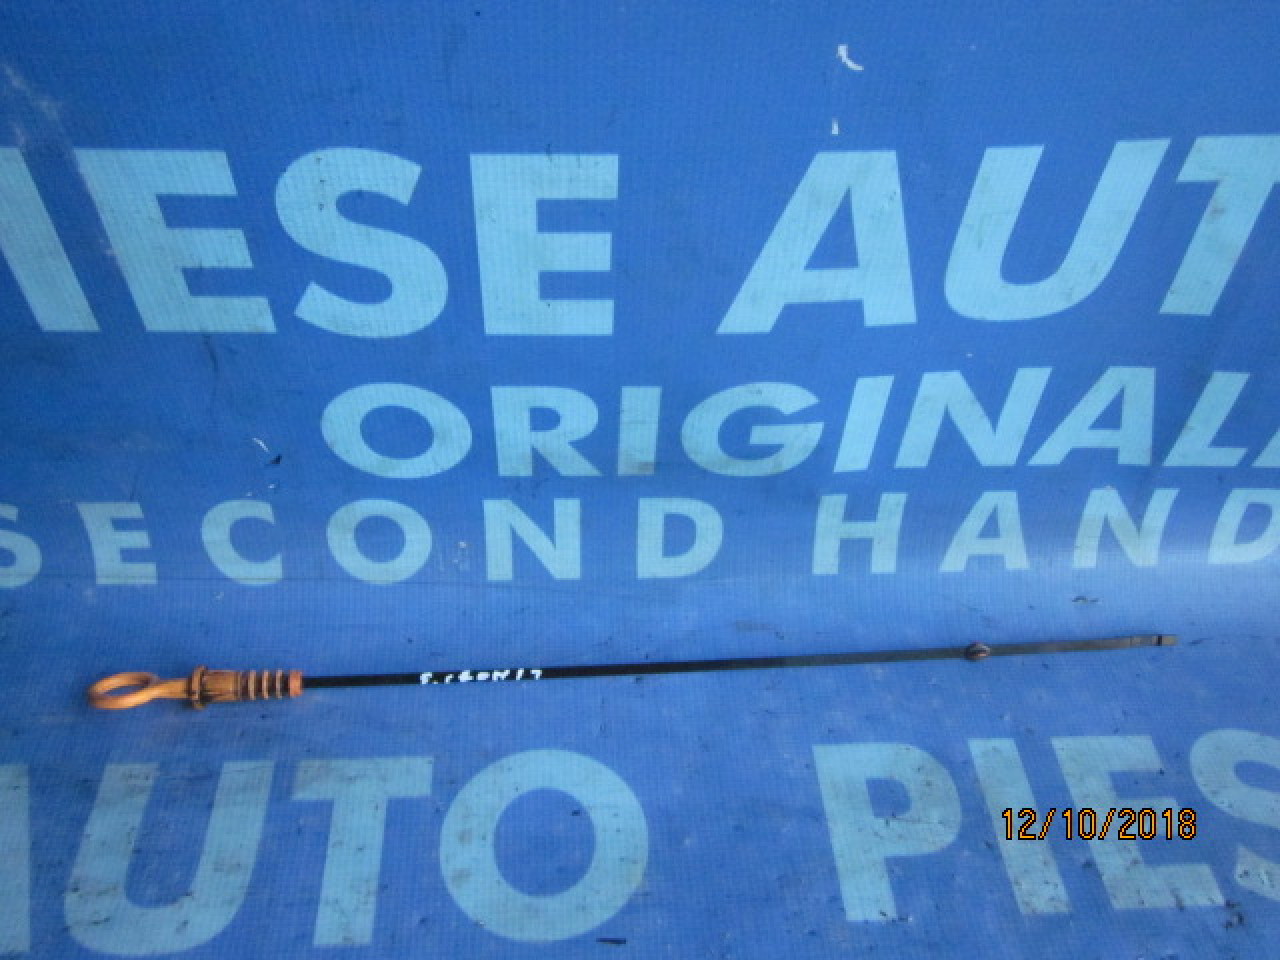 IESE AUT
ORIGINAL
SECOND HAND
AUTO PIES
12/10/2018